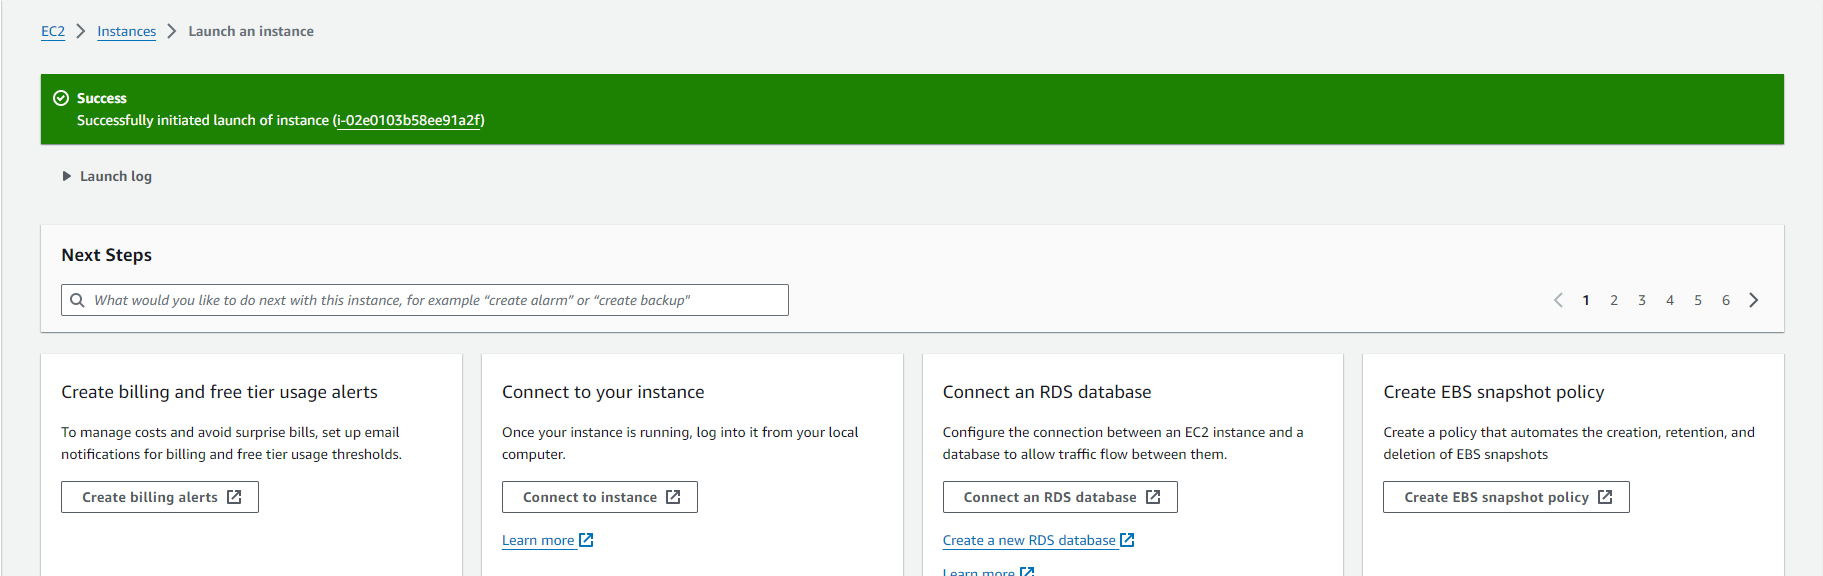 EC2 Instances Launch an instance
Success
Successfully initiated launch of instance (i-02e0103b58ee91a2f)
Launch log
Next Steps
What would you like to do next with this instance, for example “create alarm” or “create backup"
1 2 3 4 5 6
Create billing and free tier usage alerts
To manage costs and avoid surprise bills, set up email
notifications for billing and free tier usage thresholds.
Create billing alerts
Connect to your instance
Once your instance is running, log into it from your local
computer.
Connect to instance
Learn more
Connect an RDS database
Configure the connection between an EC2 instance and a
database to allow traffic flow between them.
Connect an RDS database
Create a new RDS database
Learn more
Create EBS snapshot policy
Create a policy that automates the creation, retention, and
deletion of EBS snapshots
Create EBS snapshot policy